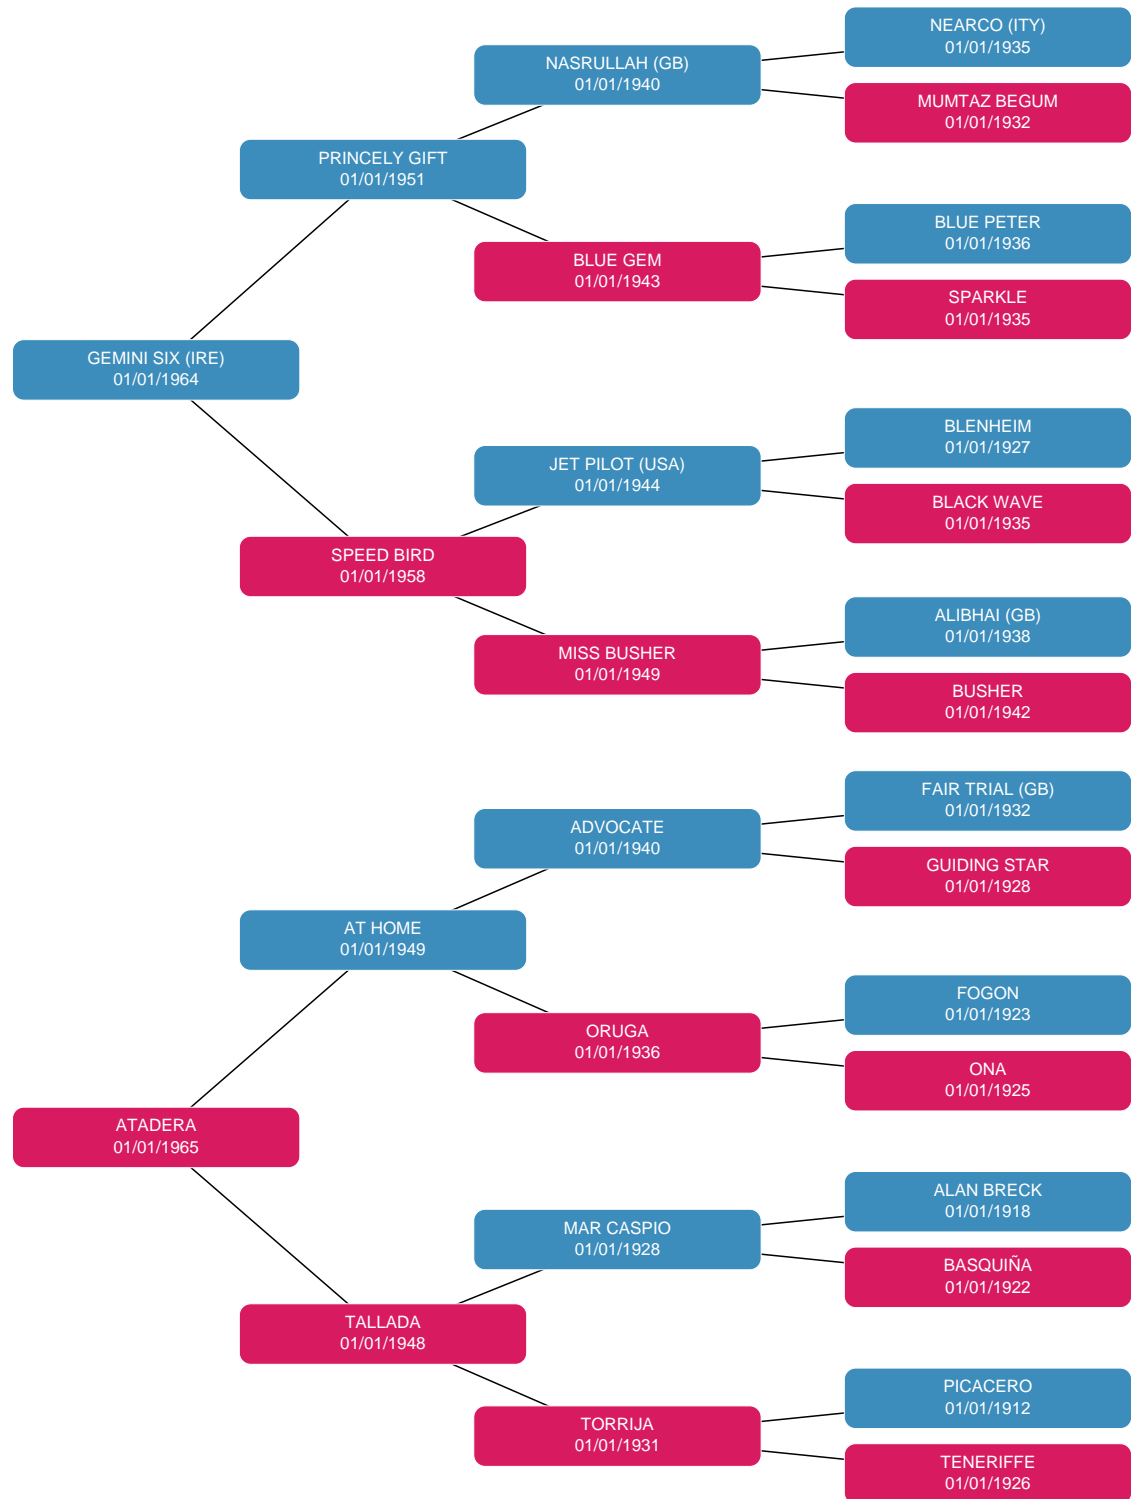 NEARCO (ITY)
01/01/1935
NASRULLAH (GB)
01/01/1940
MUMTAZ BEGUM
01/01/1932
PRINCELY GIFT
01/01/1951
BLUE PETER
01/01/1936
BLUE GEM
01/01/1943
SPARKLE
01/01/1935
GEMINI SIX (IRE)
01/01/1964
BLENHEIM
01/01/1927
JET PILOT (USA)
01/01/1944
BLACK WAVE
01/01/1935
SPEED BIRD
01/01/1958
ALIBHAI (GB)
01/01/1938
MISS BUSHER
01/01/1949
BUSHER
01/01/1942
FAIR TRIAL (GB)
01/01/1932
ADVOCATE
01/01/1940
GUIDING STAR
01/01/1928
AT HOME
01/01/1949
FOGON
01/01/1923
ORUGA
01/01/1936
ONA
01/01/1925
ATADERA
01/01/1965
ALAN BRECK
01/01/1918
MAR CASPIO
01/01/1928
BASQUIÑA
01/01/1922
TALLADA
01/01/1948
PICACERO
01/01/1912
TORRIJA
01/01/1931
TENERIFFE
01/01/1926